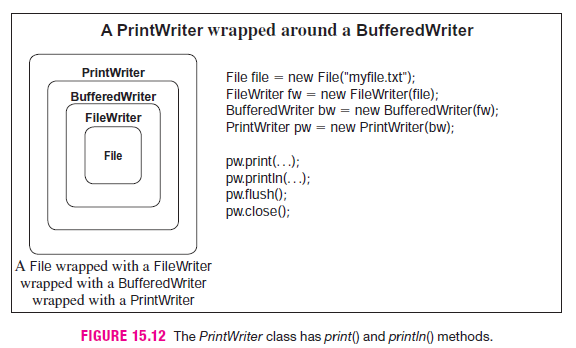 A PrintWriter wrapped around a BufferedWriter
PrintWriter
BufferedWriter
FileWriter
File
File file = new File("myfile.txt");
FileWriter fw = new FileWriter(file);
BufferedWriter bw = new BufferedWriter(fw);
PrintWriter pw = new PrintWriter(bw);
pw.print(. . .);
pw.println(. . .);
pw.flush();
pw.close();
A File wrapped with a FileWriter
wrapped with a BufferedWriter
wrapped with a PrintWriter
FIGURE 15.12 The PrintWriter class has print() and println() methods.